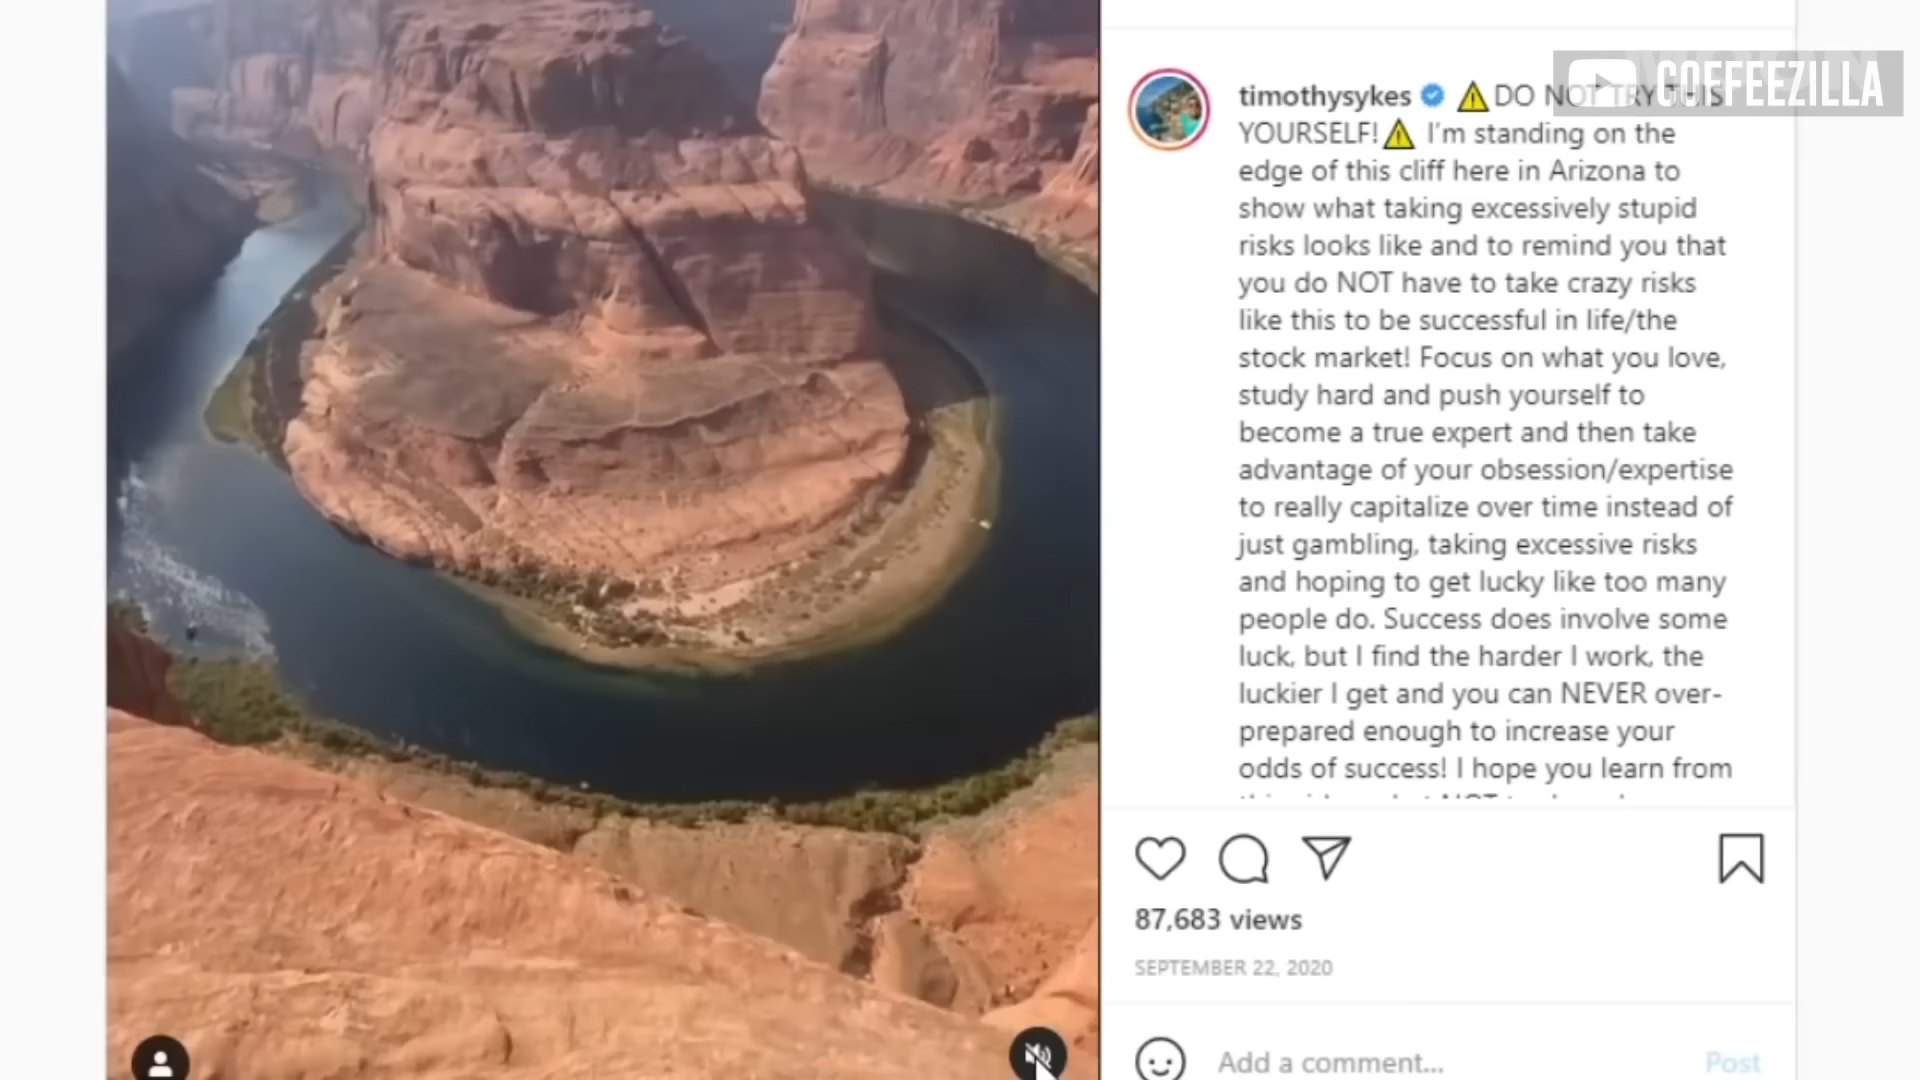 COFFEEZILLA
timothysykes ⚠DO NOT TRY THIS
YOURSELF!⚠ I'm standing on the
edge of this cliff here in Arizona to
show what taking excessively stupid
risks looks like and to remind you that
you do NOT have to take crazy risks
like this to be successful in life/the
stock market! Focus on what you love,
study hard and push yourself to
become a true expert and then take
advantage of your obsession/expertise
to really capitalize over time instead of
just gambling, taking excessive risks
and hoping to get lucky like too many
people do. Success does involve some
luck, but I find the harder I work, the
luckier I get and you can NEVER over-
prepared enough to increase your
odds of success! I hope you learn from
87,683 views
SEPTEMBER 22, 2020
Add a comment... Post